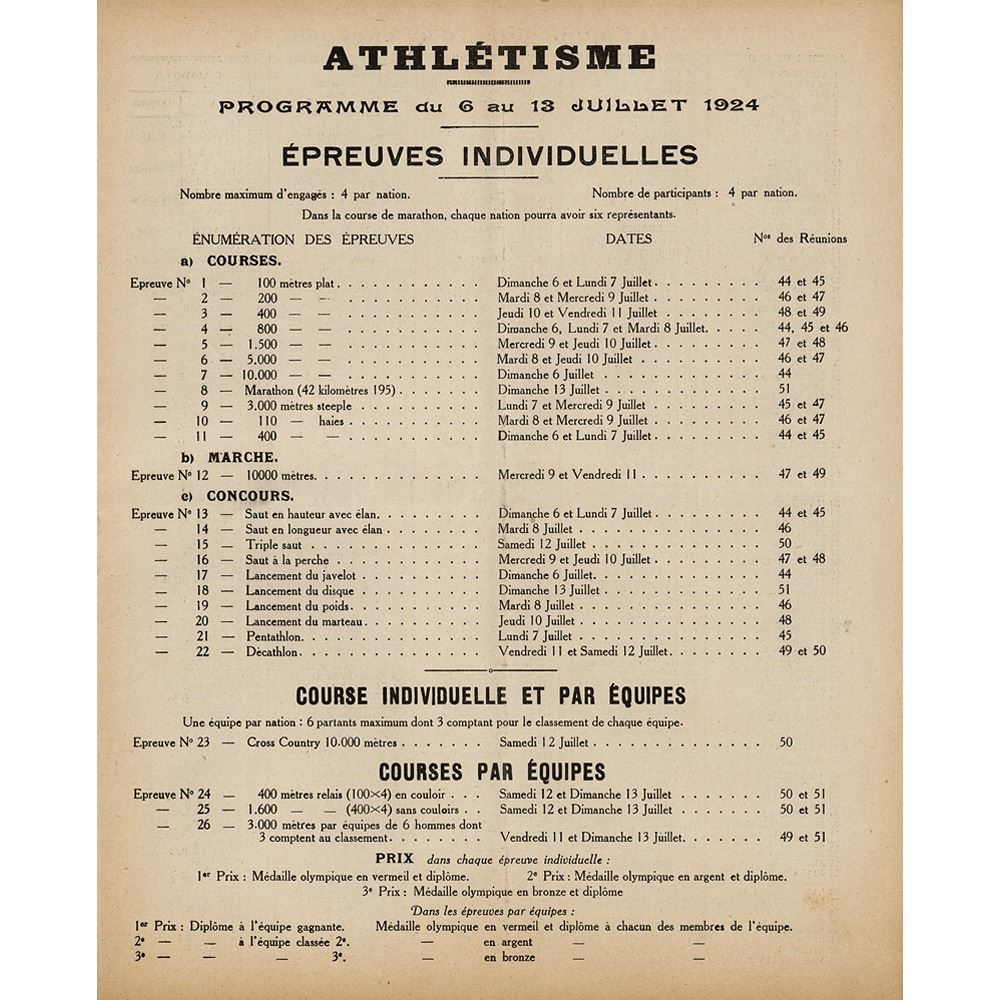 ATHLÉTISME
PROGRAMME du 6 au 13 JUILLET 1924
ÉPREUVES INDIVIDUELLES
Nombre maximum d'engagés : 4 par nation. Nombre de participants : 4 par nation.
Dans la course de marathon, chaque nation pourra avoir six représentants.
ÉNUMÉRATION DES ÉPREUVES DATES Nos des Réunions
a) COURSES.
Epreuve No 1 — 100 mètres plat . . . . . . . . . . Dimanche 6 et Lundi 7 Juillet . . . . . . . . 44 et 45
— 2 — 200 — — . . . . . . . . . Mardi 8 et Mercredi 9 Juillet . . . . . . . . 46 et 47
— 3 — 400 — — . . . . . . . . . Jeudi 10 et Vendredi 11 Juillet . . . . . . . 48 et 49
— 4 — 800 — — . . . . . . . . . Dimanche 6, Lundi 7 et Mardi 8 Juillet. . . . . 44, 45 et 46
— 5 — 1.500 — — . . . . . . . . . Mercredi 9 et Jeudi 10 Juillet . . . . . . . . 47 et 48
— 6 — 5.000 — — . . . . . . . . . Mardi 8 et Jeudi 10 Juillet . . . . . . . . . 46 et 47
— 7 — 10.000 — — . . . . . . . . . Dimanche 6 Juillet . . . . . . . . . . . 44
— 8 — Marathon (42 kilomètres 195) . . . . . . Dimanche 13 Juillet . . . . . . . . . . . 51
— 9 — 3.000 mètres steeple . . . . . . . . . Lundi 7 et Mercredi 9 Juillet . . . . . . . . 45 et 47
— 10 — 110 — haies . . . . . . . . . . Mardi 8 et Mercredi 9 Juillet . . . . . . . . 46 et 47
— 11 — 400 — — . . . . . . . . . Dimanche 6 et Lundi 7 Juillet . . . . . . . . 44 et 45
b) MARCHE.
Epreuve No 12 — 10000 mètres. . . . . . . . . . . . Mercredi 9 et Vendredi 11 . . . . . . . . . 47 et 49
c) CONCOURS.
Epreuve No 13 — Saut en hauteur avec élan. . . . . . . . Dimanche 6 et Lundi 7 Juillet . . . . . . . . 44 et 45
— 14 — Saut en longueur avec élan . . . . . . . Mardi 8 Juillet . . . . . . . . . . . . . 46
— 15 — Triple saut . . . . . . . . . . . . Samedi 12 Juillet . . . . . . . . . . . . 50
— 16 — Saut à la perche . . . . . . . . . . . Mercredi 9 et Jeudi 10 Juillet . . . . . . . . 47 et 48
— 17 — Lancement du javelot . . . . . . . . . Dimanche 6 Juillet. . . . . . . . . . . . 44
— 18 — Lancement du disque . . . . . . . . . Dimanche 13 Juillet . . . . . . . . . . . 51
— 19 — Lancement du poids. . . . . . . . . . Mardi 8 Juillet . . . . . . . . . . . . . 46
— 20 — Lancement du marteau . . . . . . . . . Jeudi 10 Juillet . . . . . . . . . . . . . 48
— 21 — Pentathlon. . . . . . . . . . . . . Lundi 7 Juillet . . . . . . . . . . . . . 45
— 22 — Décathlon. . . . . . . . . . . . . Vendredi 11 et Samedi 12 Juillet. . . . . . . 49 et 50
COURSE INDIVIDUELLE ET PAR ÉQUIPES
Une équipe par nation : 6 partants maximum dont 3 comptant pour le classement de chaque équipe.
Epreuve No 23 — Cross Country 10.000 mètres . . . . . . Samedi 12 Juillet . . . . . . . . . . . . 50
COURSES PAR ÉQUIPES
Epreuve No 24 — 400 mètres relais (100×4) en couloir . . . Samedi 12 et Dimanche 13 Juillet . . . . . . 50 et 51
— 25 — 1.600 — — (400×4) sans couloirs . . Samedi 12 et Dimanche 13 Juillet . . . . . . 50 et 51
— 26 — 3.000 mètres par équipes de 6 hommes dont
3 comptent au classement . . . . . . . Vendredi 11 et Dimanche 13 Juillet. . . . . . 49 et 51
PRIX dans chaque épreuve individuelle :
1er Prix : Médaille olympique en vermeil et diplôme. 2e Prix : Médaille olympique en argent et diplôme.
3e Prix : Médaille olympique en bronze et diplôme
Dans les épreuves par équipes :
1er Prix : Diplôme à l'équipe gagnante. Médaille olympique en vermeil et diplôme à chacun des membres de l'équipe.
2e — — à l'équipe classée 2e. — en argent — —
3e — — — 3e. — en bronze — —